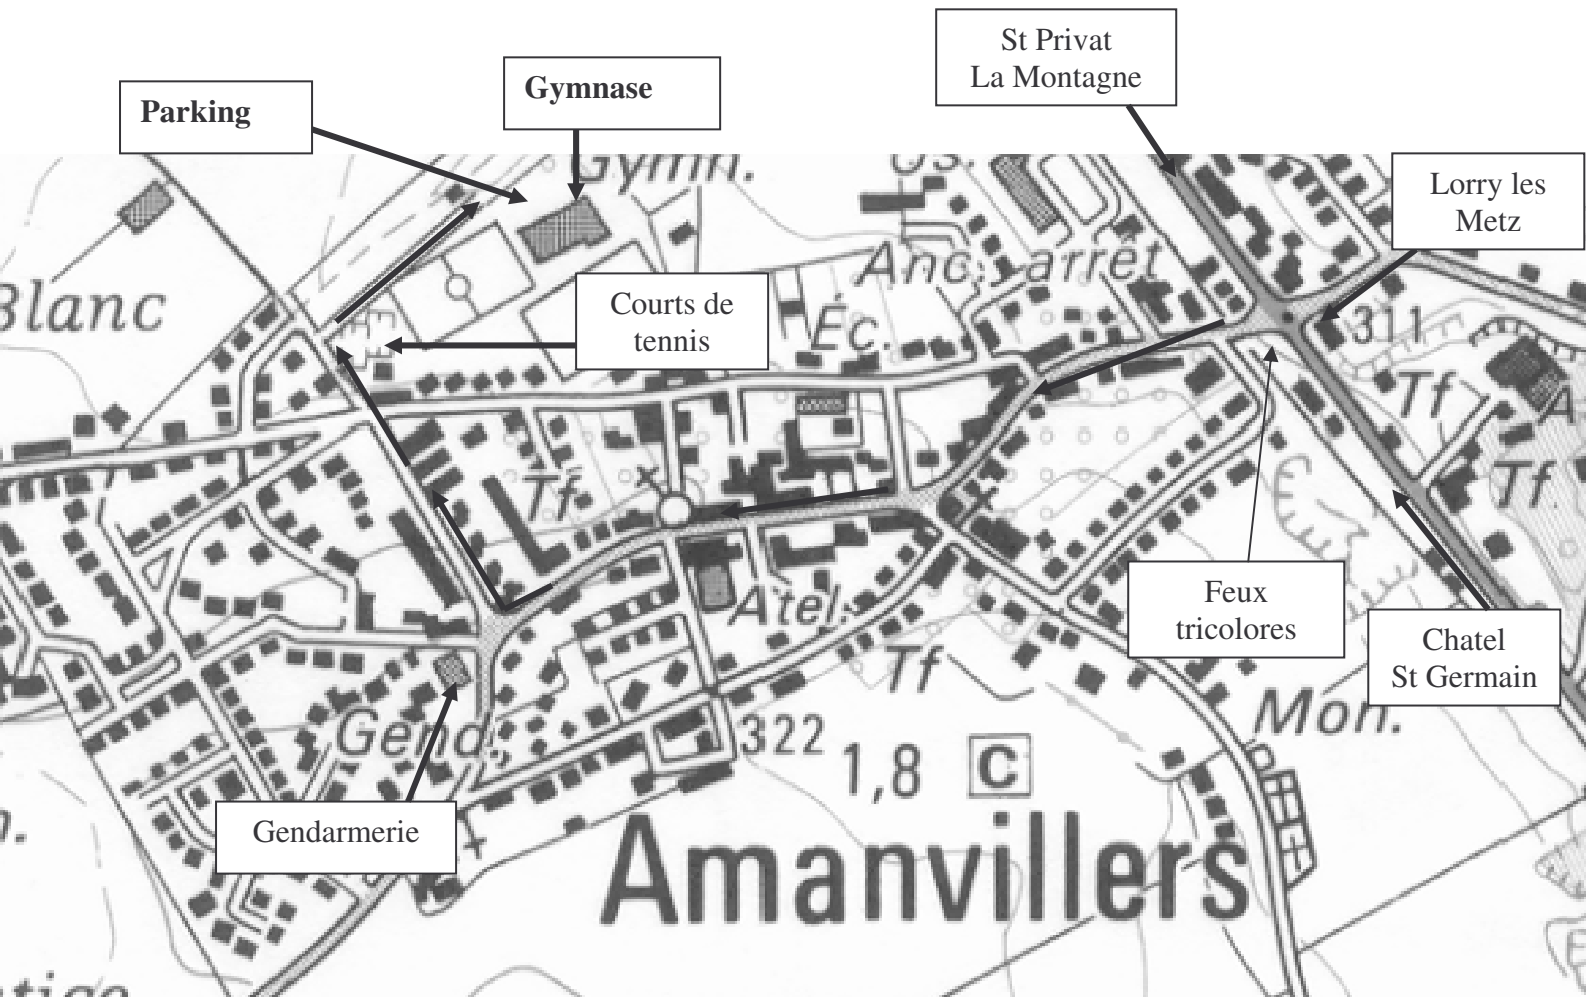 St Privat
La Montagne
Gymnase
Parking
Gymn.
Lorry les
Metz
Blanc
Anc. arrêt
Courts de
tennis
Éc.
311
Tf
A
Tf
Tf
Feux
tricolores
Atel.
Tf
Chatel
St Germain
Mon.
Gend.
322
1,8
C
Gendarmerie
Amanvillers